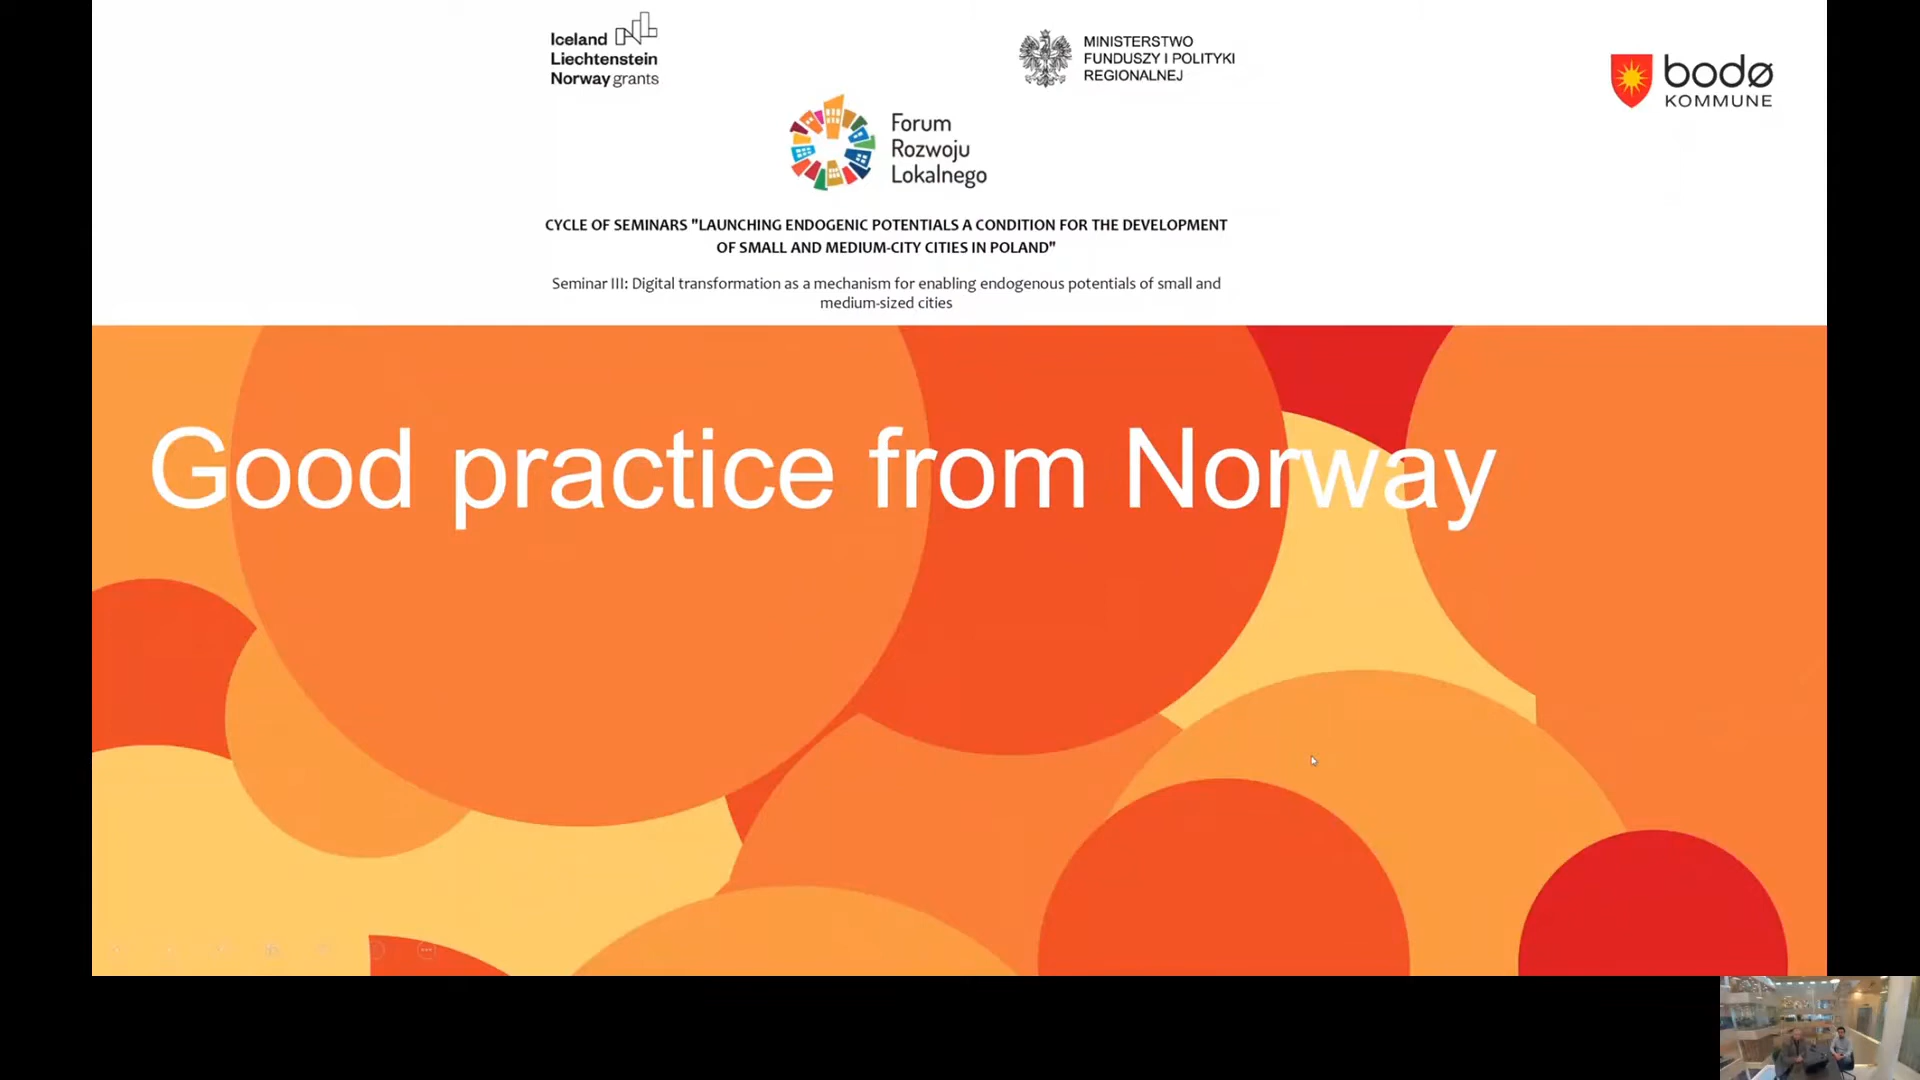 Iceland
Liechtenstein
Norway grants
MINISTERSTWO
FUNDUSZY I POLITYKI
REGIONALNEJ
bodø
KOMMUNE
Forum
Rozwoju
Lokalnego
CYCLE OF SEMINARS "LAUNCHING ENDOGENIC POTENTIALS A CONDITION FOR THE DEVELOPMENT
OF SMALL AND MEDIUM-CITY CITIES IN POLAND"
Seminar III: Digital transformation as a mechanism for enabling endogenous potentials of small and
medium-sized cities
Good practice from Norway